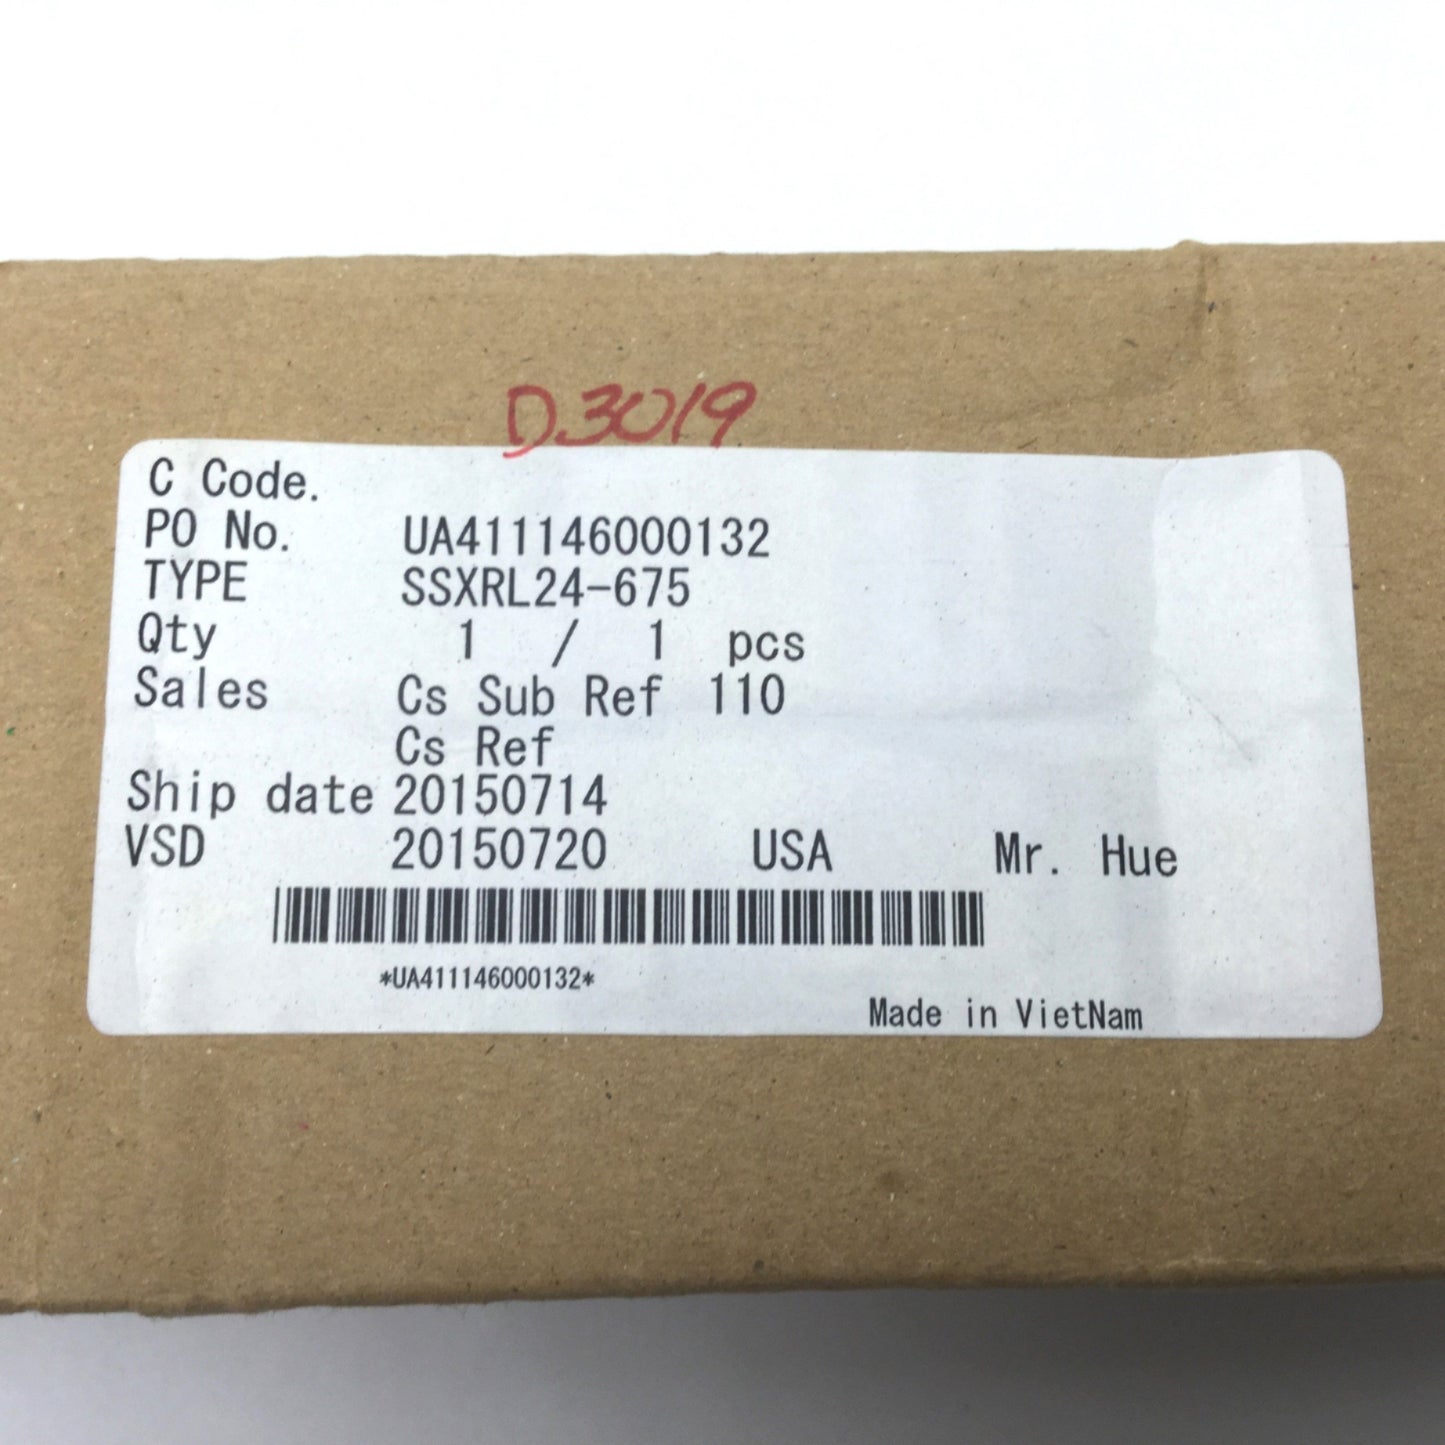 D3019
C Code.
PO No. UA411146000132
TYPE SSXRL24-675
Qty 1 / 1 pcs
Sales Cs Sub Ref 110
Cs Ref
Ship date 20150714
VSD 20150720 USA Mr. Hue
*UA411146000132*
Made in VietNam